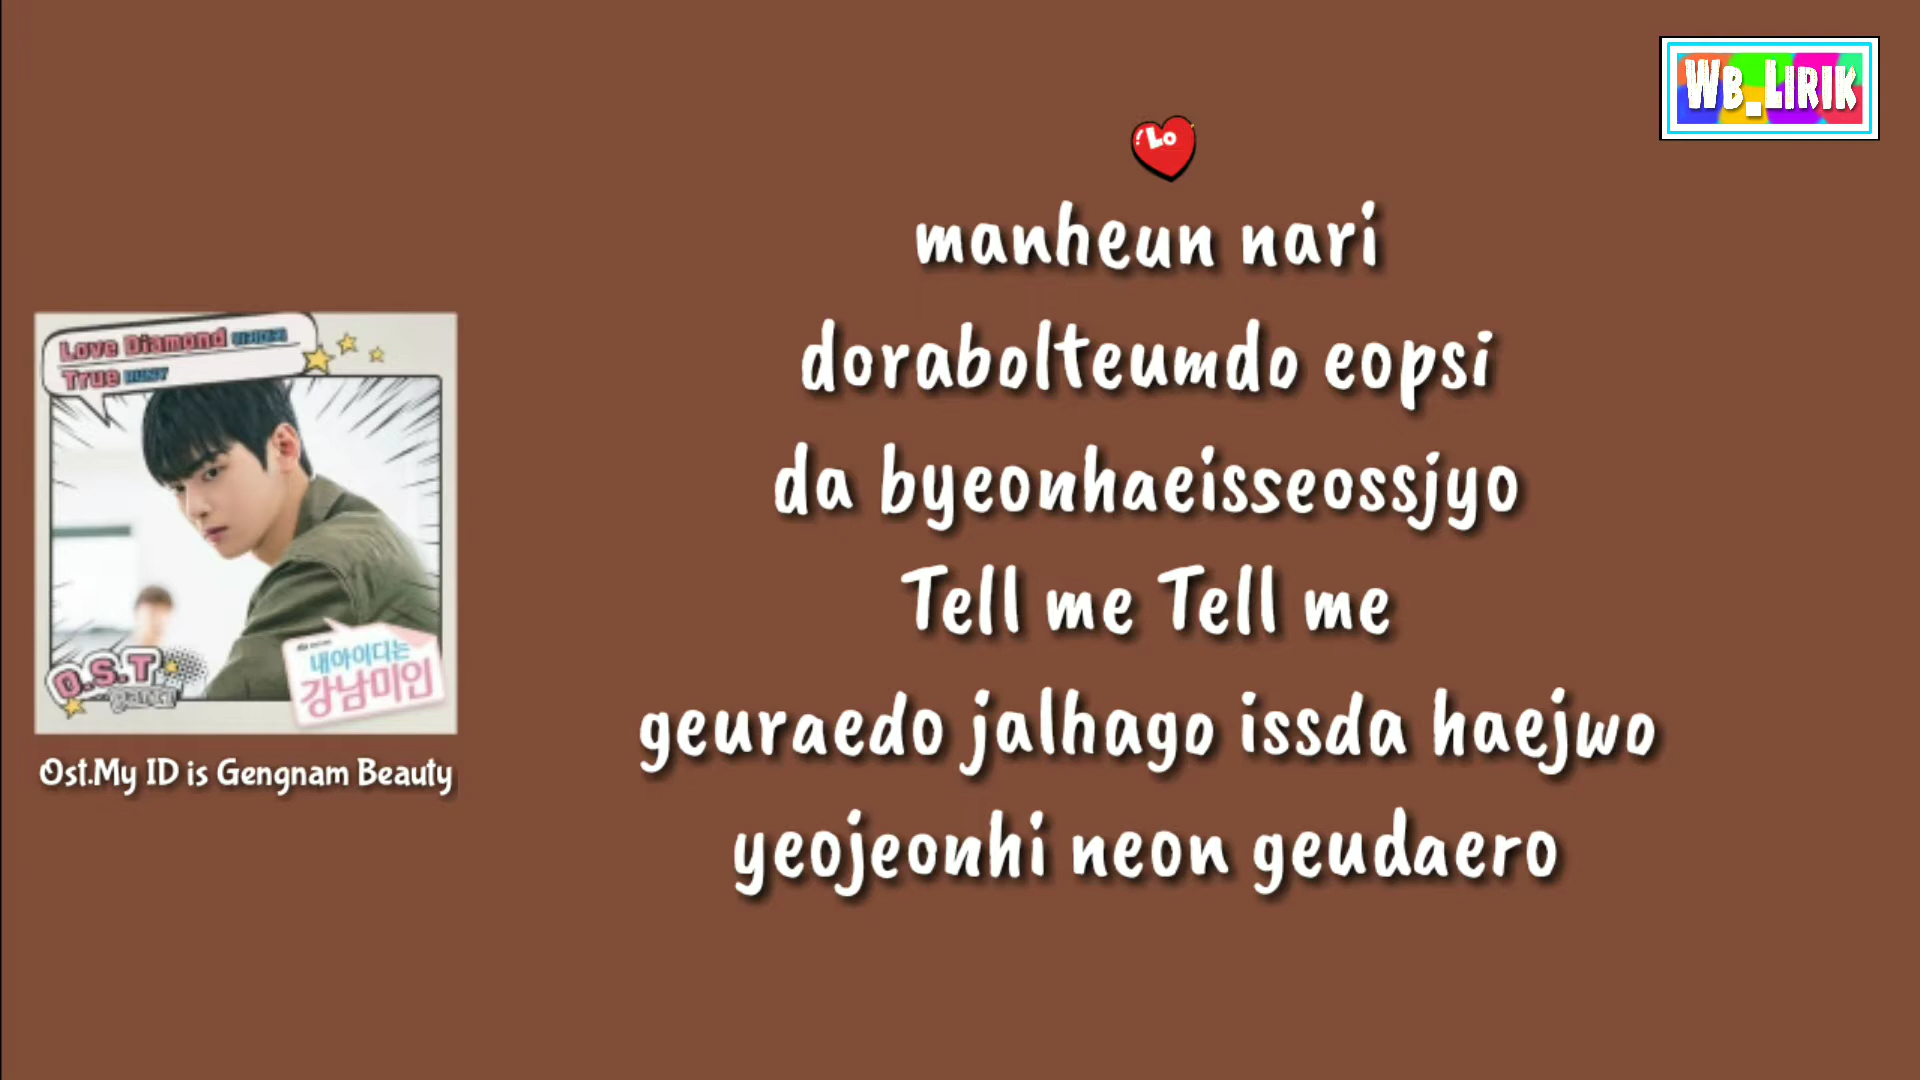 Wb_Lirik
Lo
manheun nari
dorabolteumdo eopsi
da byeonhaeisseossjyo
Tell me Tell me
geuraedo jalhago issda haejwo
yeojeonhi neon geudaero
Love Diamond
True
O.S.T
내아이디는
강남미인
Ost.My ID is Gengnam Beauty